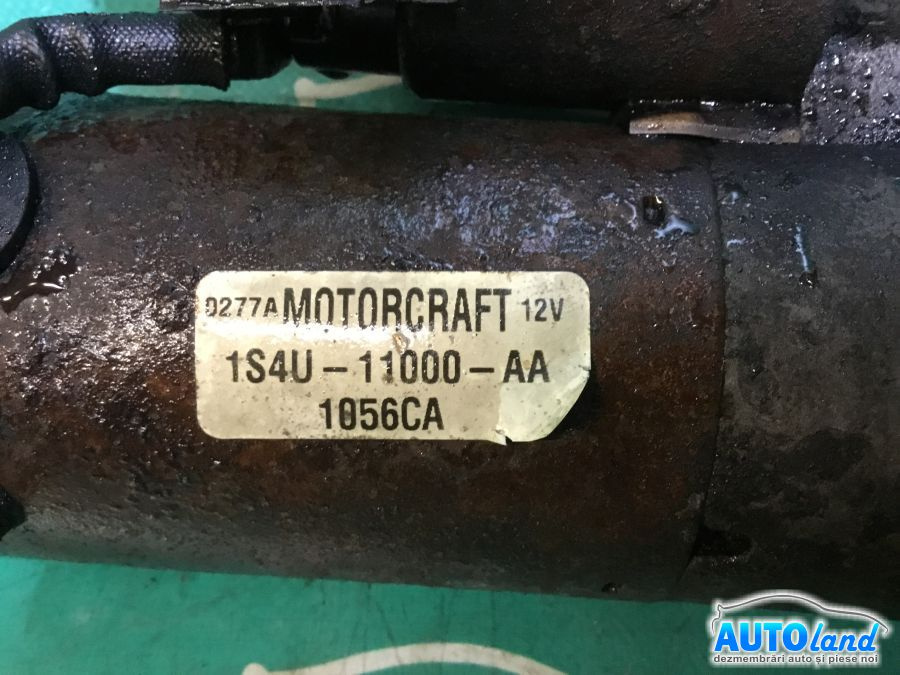 0277A MOTORCRAFT 12V
1S4U-11000-AA
1056CA
AUTOland
dezmembrări auto și piese noi